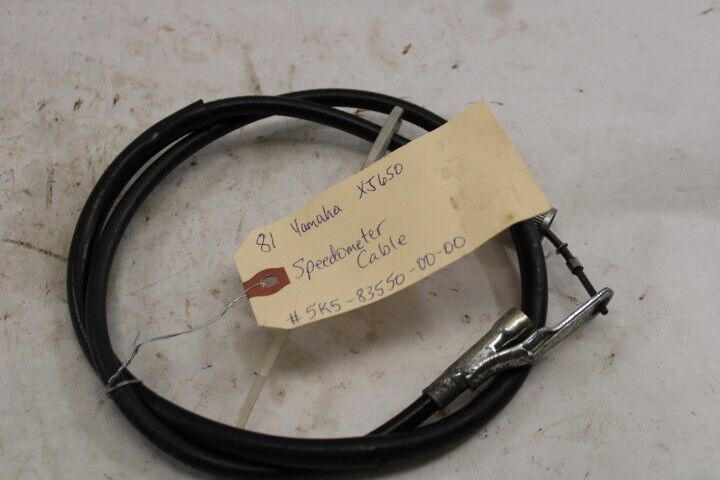 81 Yamaha XJ650
Speedometer
Cable
#5K5-83550-00-00